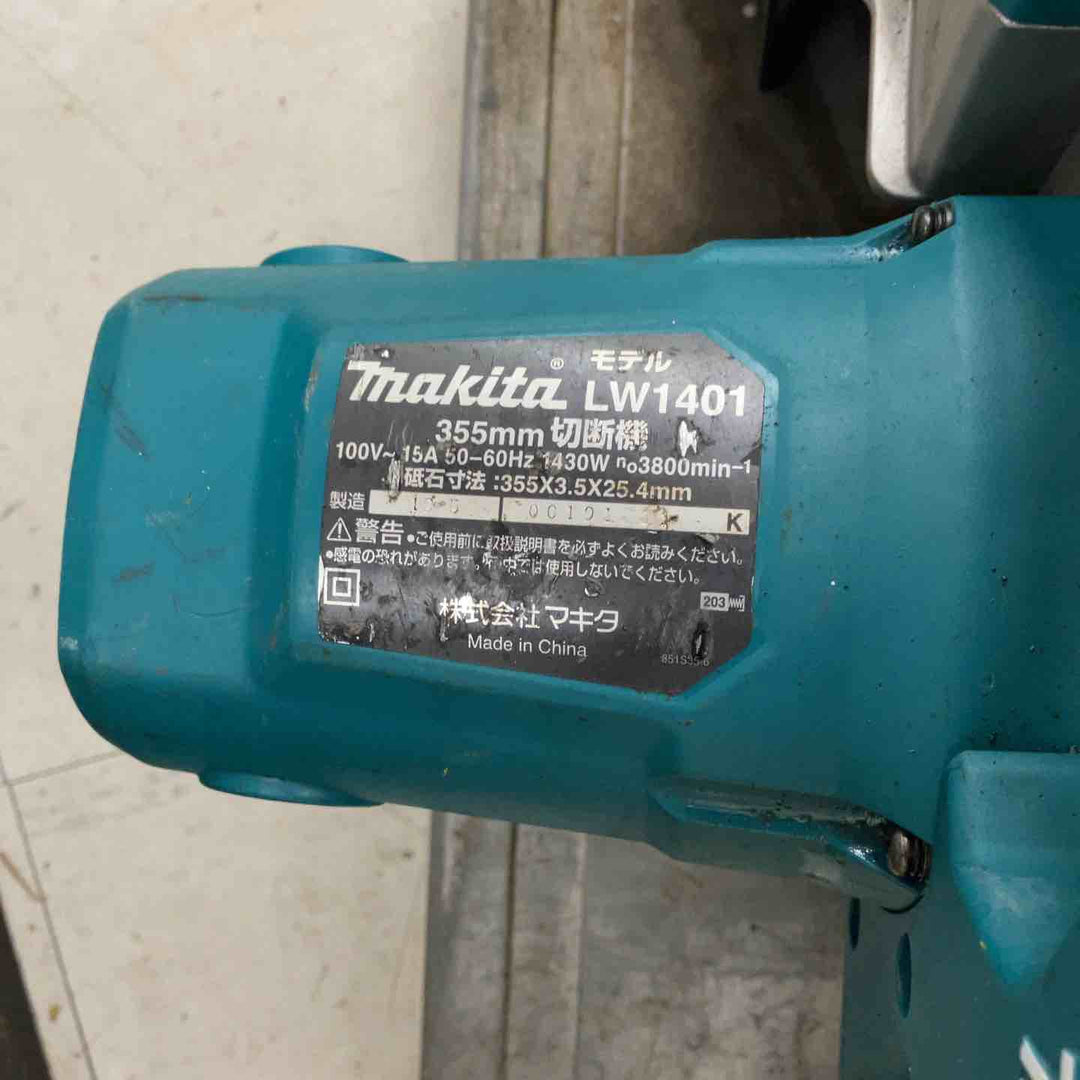 makita® モデル LW1401
355mm 切断機
100V~ 15A 50-60Hz 1430W n₀3800min-1
砥石寸法:355X3.5X25.4mm
製造 00101 K
⚠警告 •ご使用前に取扱説明書を必ずよくお読みください。
•感電の恐れがあります。中では使用しないでください。
203
株式会社マキタ
Made in China